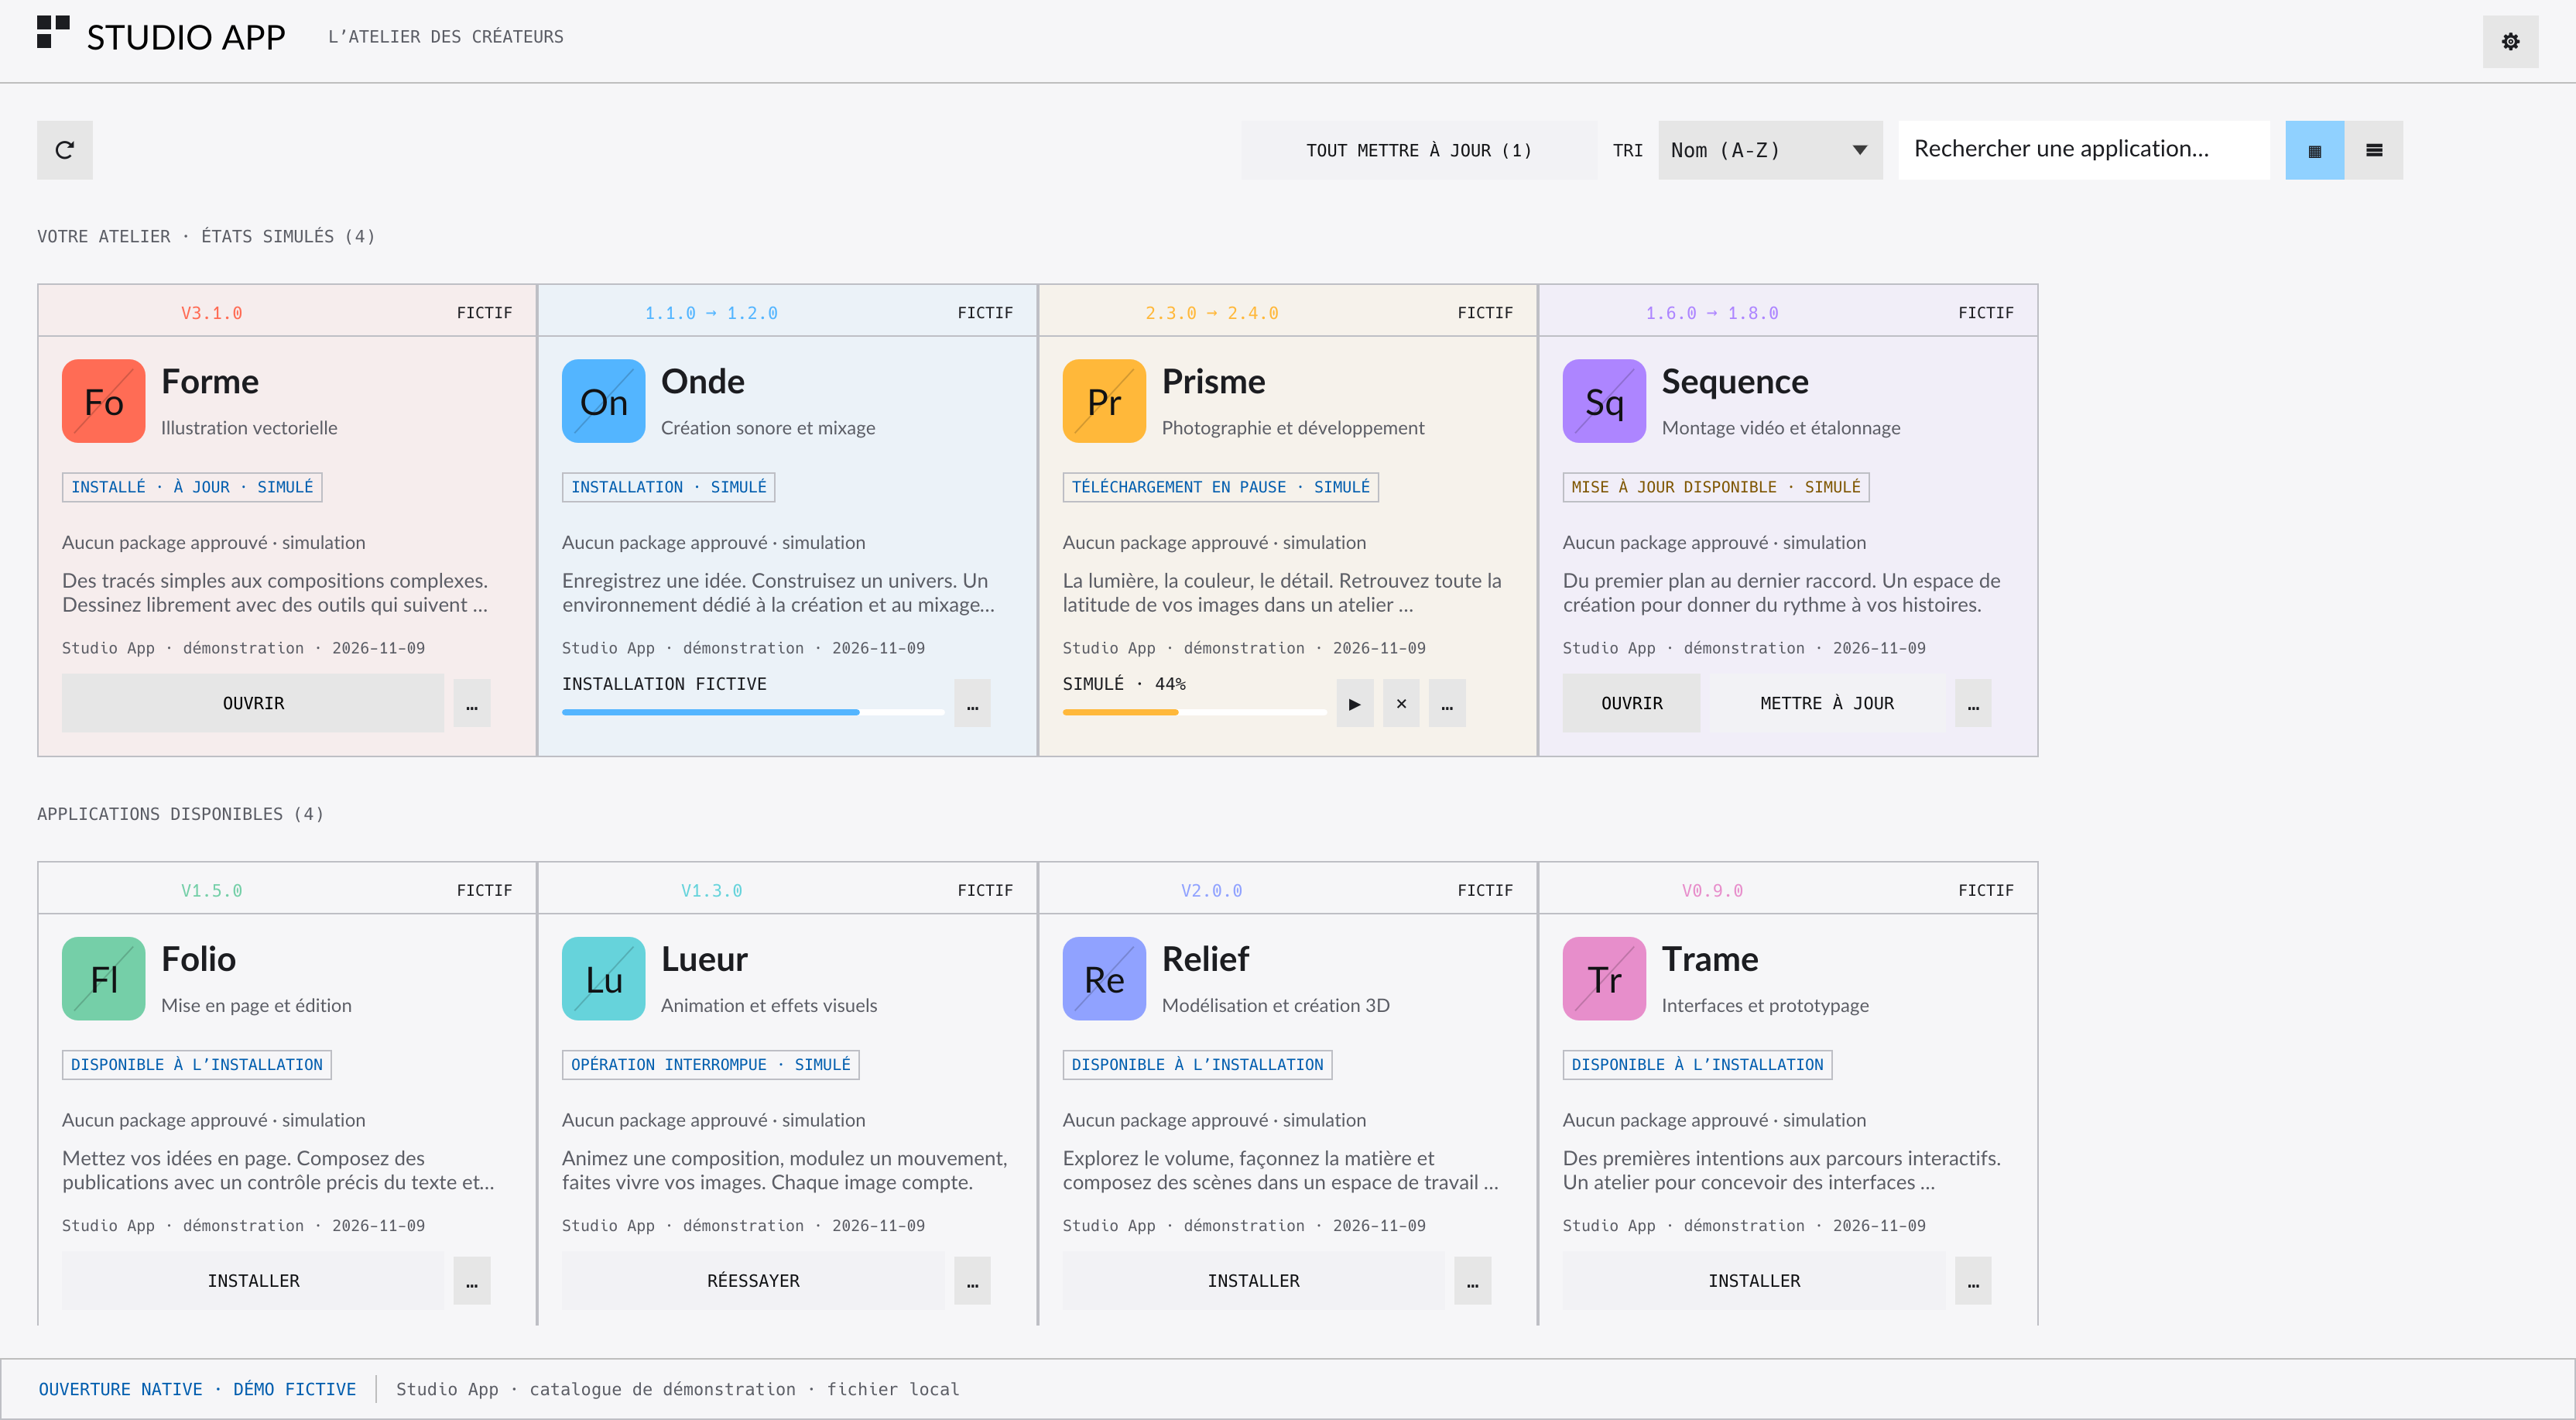 STUDIO APP
L’ATELIER DES CRÉATEURS
TOUT METTRE À JOUR (1)
TRI
Nom (A-Z)
Rechercher une application...
VOTRE ATELIER · ÉTATS SIMULÉS (4)
V3.1.0
FICTIF
Fo
Forme
Illustration vectorielle
INSTALLÉ · À JOUR · SIMULÉ
Aucun package approuvé · simulation
Des tracés simples aux compositions complexes.
Dessinez librement avec des outils qui suivent ...
Studio App · démonstration · 2026-11-09
OUVRIR
…
1.1.0 → 1.2.0
FICTIF
On
Onde
Création sonore et mixage
INSTALLATION · SIMULÉ
Aucun package approuvé · simulation
Enregistrez une idée. Construisez un univers. Un
environnement dédié à la création et au mixage...
Studio App · démonstration · 2026-11-09
INSTALLATION FICTIVE
…
2.3.0 → 2.4.0
FICTIF
Pr
Prisme
Photographie et développement
TÉLÉCHARGEMENT EN PAUSE · SIMULÉ
Aucun package approuvé · simulation
La lumière, la couleur, le détail. Retrouvez toute la
latitude de vos images dans un atelier ...
Studio App · démonstration · 2026-11-09
SIMULÉ · 44%
…
1.6.0 → 1.8.0
FICTIF
Sq
Sequence
Montage vidéo et étalonnage
MISE À JOUR DISPONIBLE · SIMULÉ
Aucun package approuvé · simulation
Du premier plan au dernier raccord. Un espace de
création pour donner du rythme à vos histoires.
Studio App · démonstration · 2026-11-09
OUVRIR
METTRE À JOUR
…
APPLICATIONS DISPONIBLES (4)
V1.5.0
FICTIF
Fl
Folio
Mise en page et édition
DISPONIBLE À L’INSTALLATION
Aucun package approuvé · simulation
Mettez vos idées en page. Composez des
publications avec un contrôle précis du texte et...
Studio App · démonstration · 2026-11-09
INSTALLER
…
V1.3.0
FICTIF
Lu
Lueur
Animation et effets visuels
OPÉRATION INTERROMPUE · SIMULÉ
Aucun package approuvé · simulation
Animez une composition, modulez un mouvement,
faites vivre vos images. Chaque image compte.
Studio App · démonstration · 2026-11-09
RÉESSAYER
…
V2.0.0
FICTIF
Re
Relief
Modélisation et création 3D
DISPONIBLE À L’INSTALLATION
Aucun package approuvé · simulation
Explorez le volume, façonnez la matière et
composez des scènes dans un espace de travail ...
Studio App · démonstration · 2026-11-09
INSTALLER
…
V0.9.0
FICTIF
Tr
Trame
Interfaces et prototypage
DISPONIBLE À L’INSTALLATION
Aucun package approuvé · simulation
Des premières intentions aux parcours interactifs.
Un atelier pour concevoir des interfaces ...
Studio App · démonstration · 2026-11-09
INSTALLER
…
OUVERTURE NATIVE · DÉMO FICTIVE
Studio App · catalogue de démonstration · fichier local